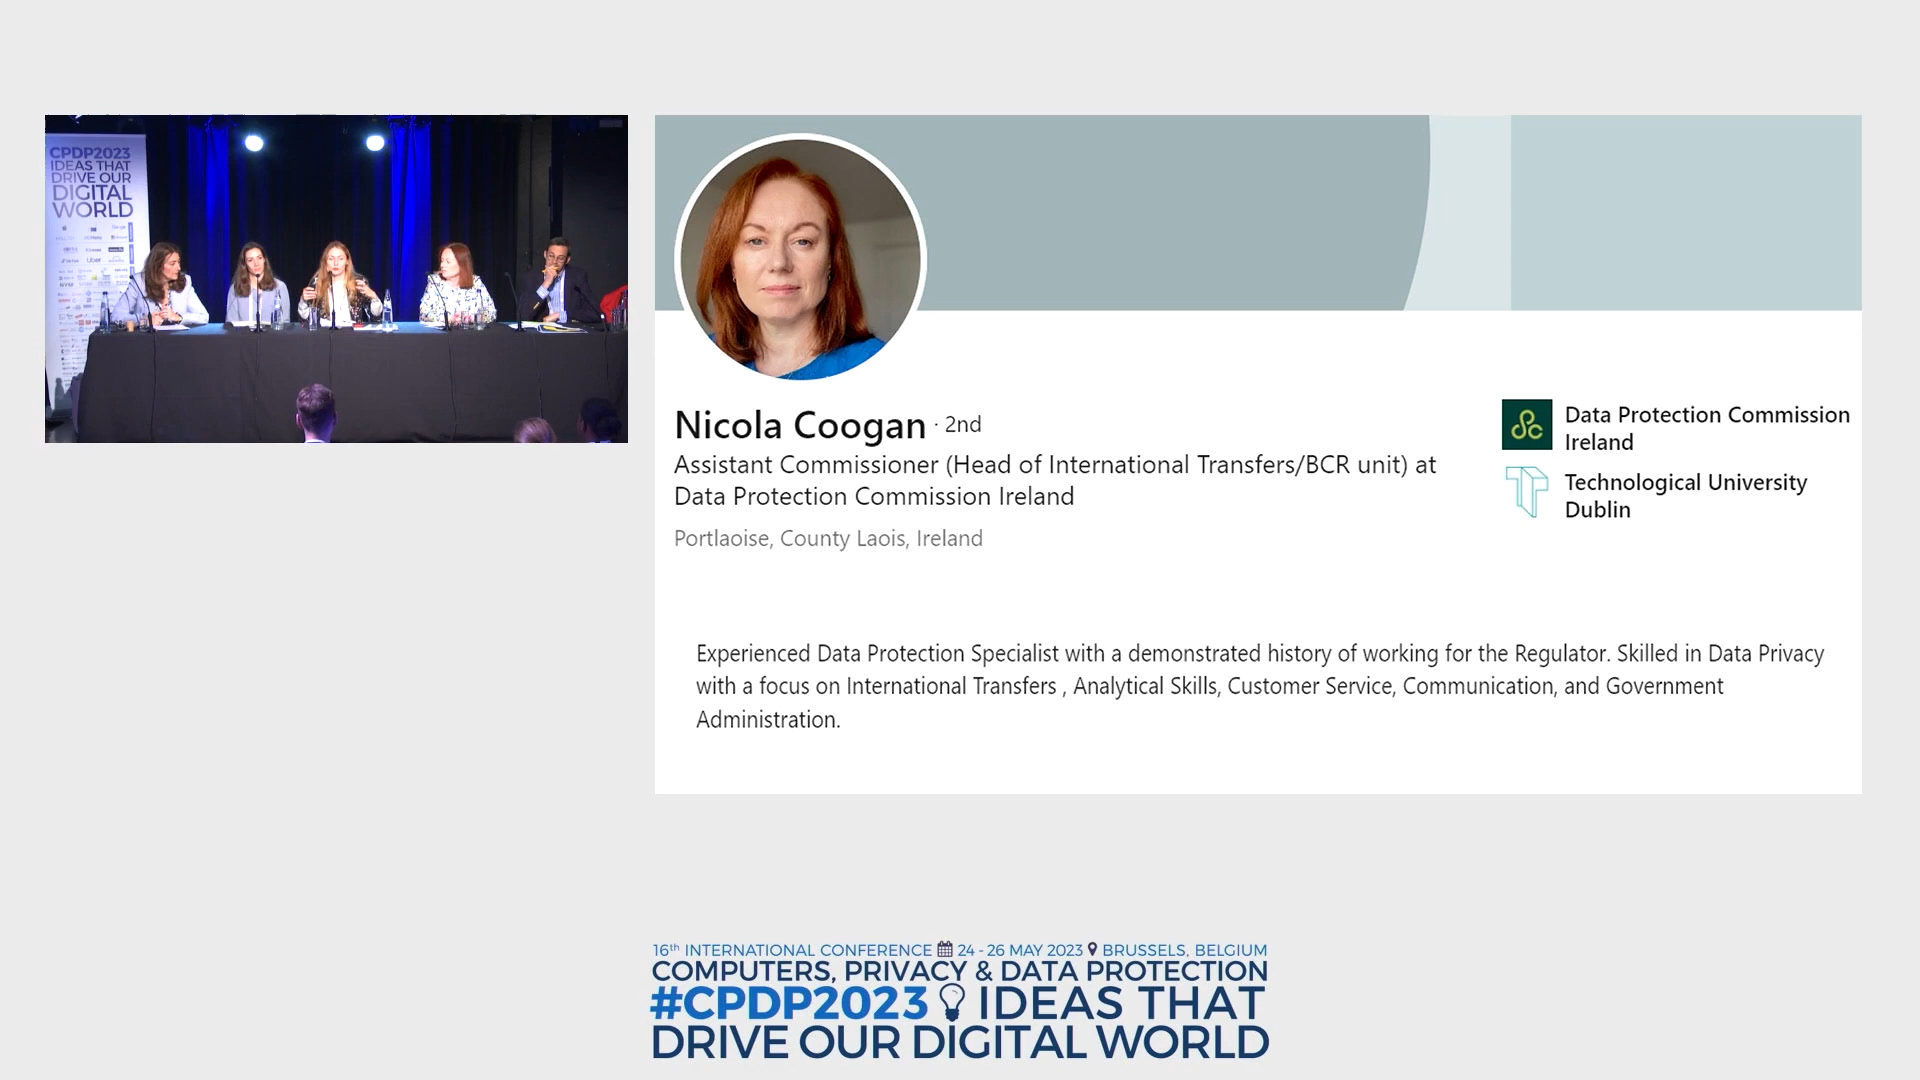 CPDP2023
IDEAS THAT
DRIVE OUR
DIGITAL
WORLD
Uber
Nicola Coogan · 2nd
Assistant Commissioner (Head of International Transfers/BCR unit) at
Data Protection Commission Ireland
Portlaoise, County Laois, Ireland
Data Protection Commission
Ireland
Technological University
Dublin
Experienced Data Protection Specialist with a demonstrated history of working for the Regulator. Skilled in Data Privacy
with a focus on International Transfers , Analytical Skills, Customer Service, Communication, and Government
Administration.
16th INTERNATIONAL CONFERENCE 24 - 26 MAY 2023 BRUSSELS, BELGIUM
COMPUTERS, PRIVACY & DATA PROTECTION
#CPDP2023 IDEAS THAT
DRIVE OUR DIGITAL WORLD